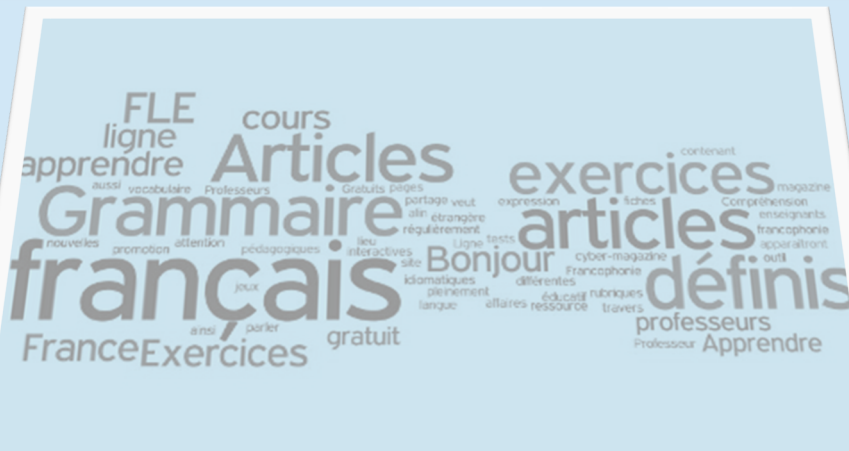 FLE
cours
ligne
Articles
contenant
apprendre
exercices
aussi vocabulaire Professeurs Gratuits pages
magazine
Grammaire
partage veut
expression
fiches
Compréhension
afin étrangère
articles
enseignants
régulièrement
francophonie
nouvelles promotion attention pédagogiques
lieu
Ligne tests
apparaîtront
interactives
français
site
Bonjour
cyber-magazine
outil
Francophonie
définis
idiomatiques
différentes
jeux
pleinement
éducatif rubriques
langue
affaires ressource
travers
ainsi parler
gratuit
professeurs
France Exercices
Professeur Apprendre